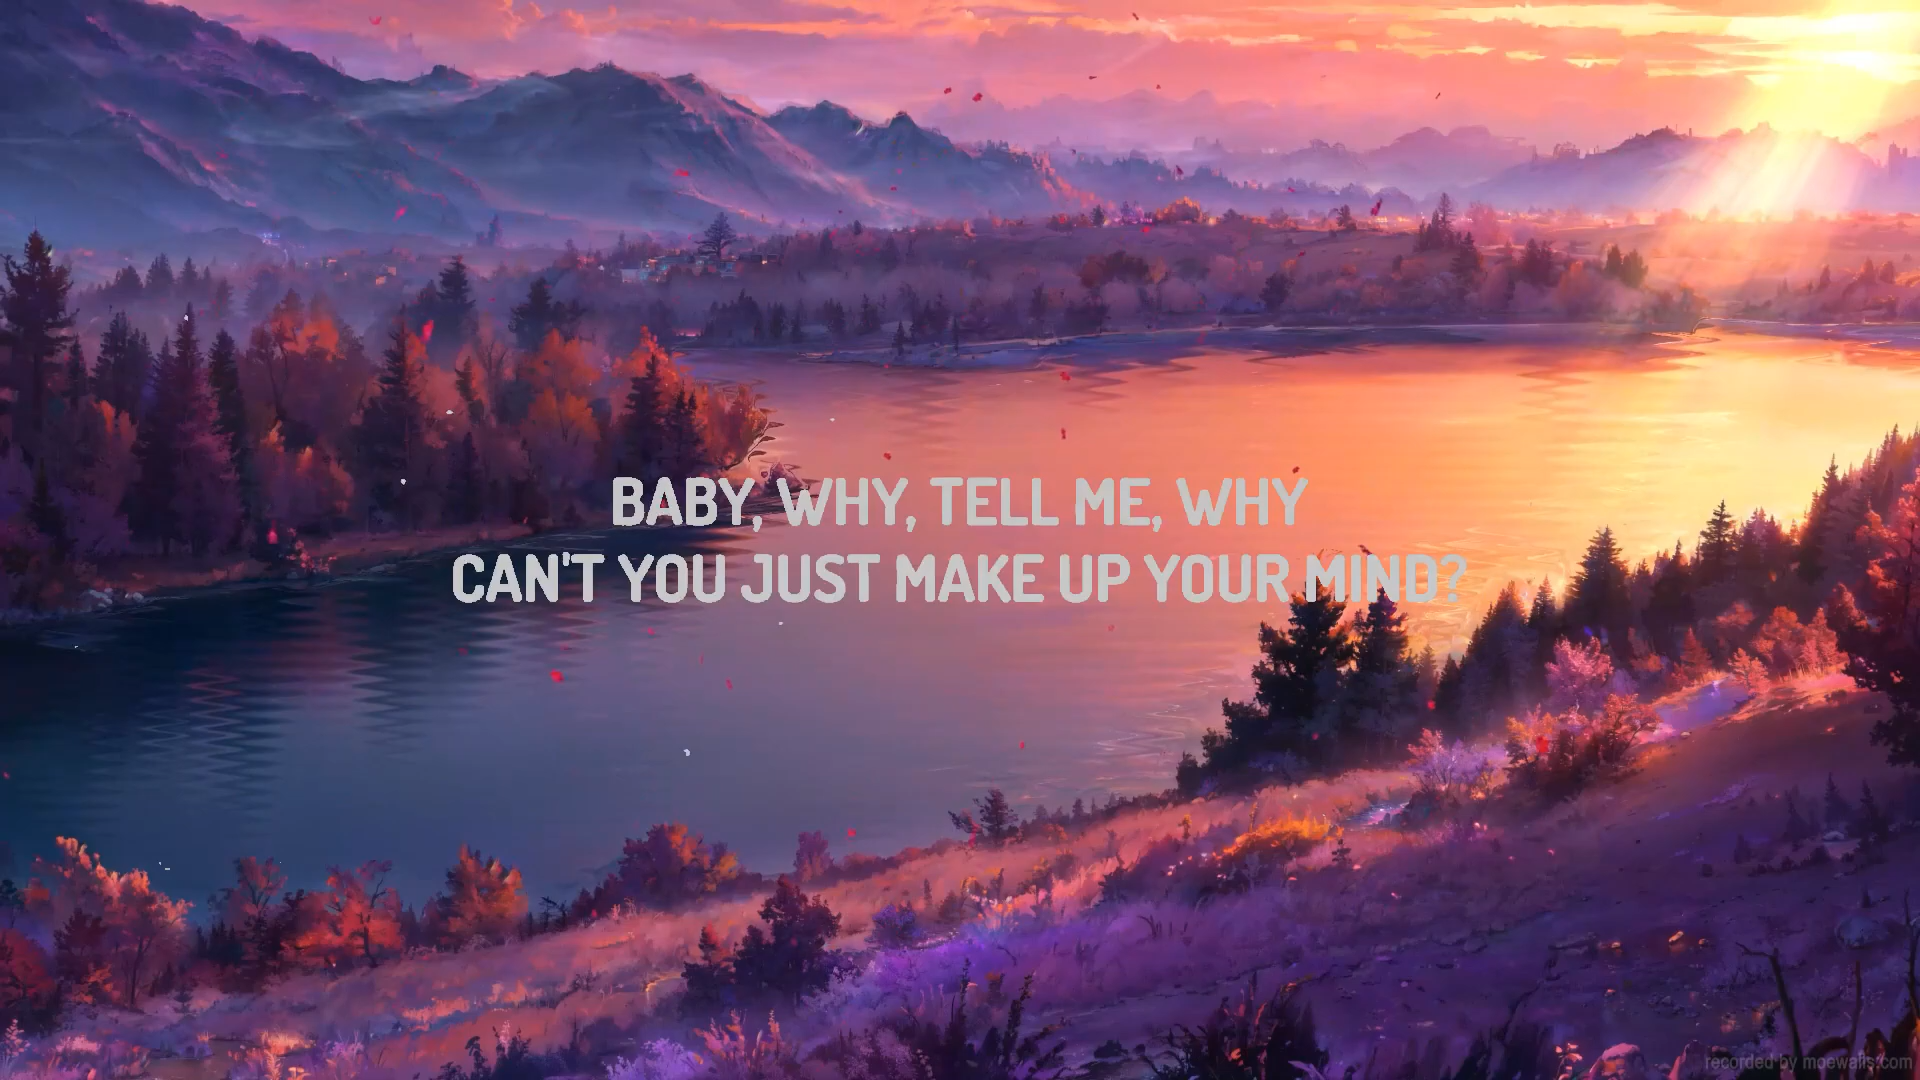 BABY, WHY, TELL ME, WHY
CAN'T YOU JUST MAKE UP YOUR MIND?
recorded by moewalls.com